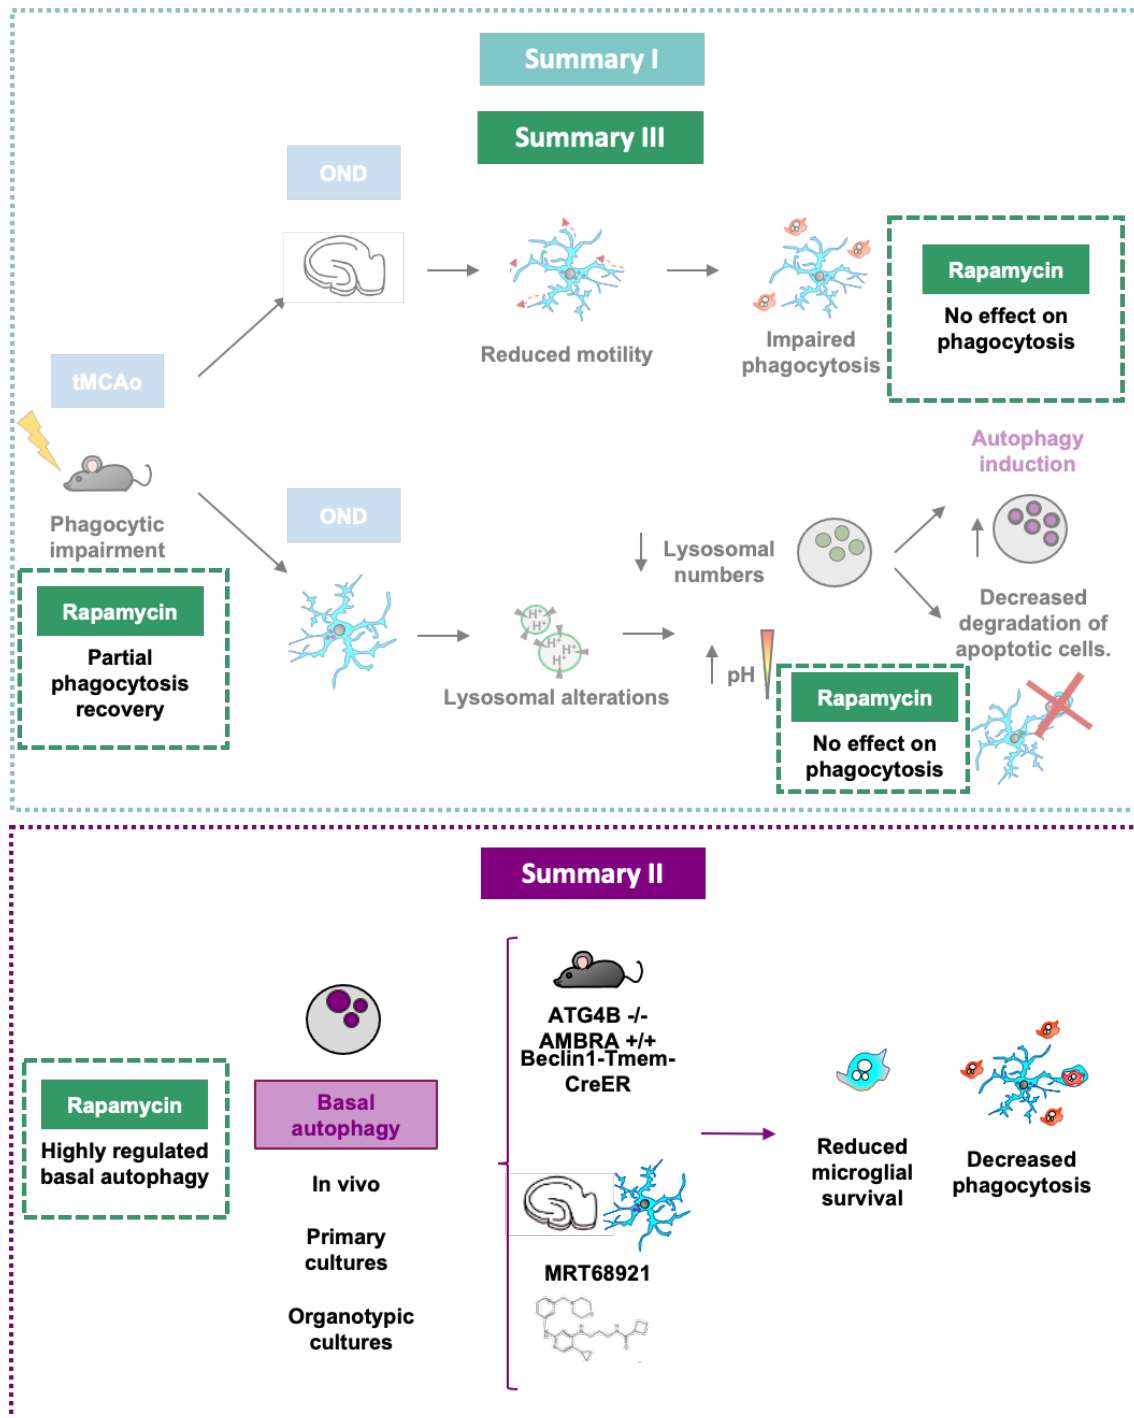 Summary I
Summary III
OND
Rapamycin
No effect on
phagocytosis
Reduced motility
Impaired
phagocytosis
tMCAo
Phagocytic
impairment
Rapamycin
Partial
phagocytosis
recovery
OND
H+
H+
H+
H+
H+
Lysosomal alterations
Lysosomal
numbers
pH
Autophagy
induction
Decreased
degradation of
apoptotic cells.
Rapamycin
No effect on
phagocytosis
Summary II
Rapamycin
Highly regulated
basal autophagy
Basal
autophagy
In vivo
Primary
cultures
Organotypic
cultures
ATG4B -/-
AMBRA +/+
Beclin1-Tmem-
CreER
MRT68921
Reduced
microglial
survival
Decreased
phagocytosis